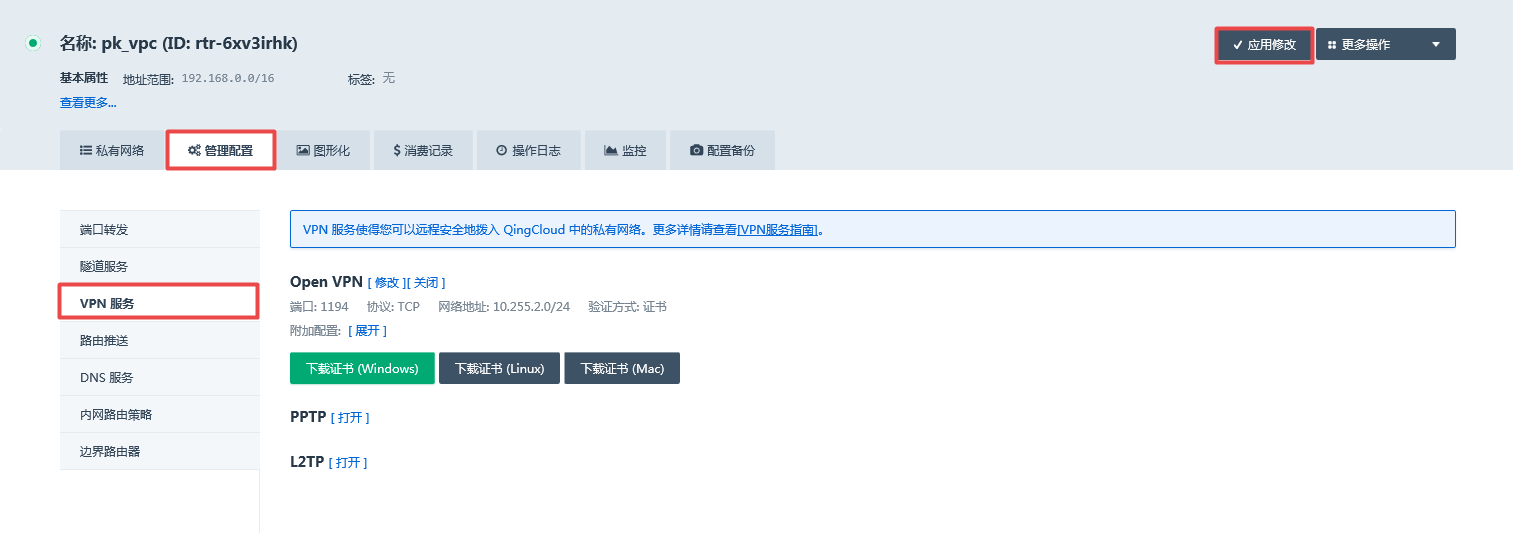 名称: pk_vpc (ID: rtr-6xv3irhk)
应用修改 更多操作
基本属性 地址范围: 192.168.0.0/16 标签: 无
查看更多...
私有网络 管理配置 图形化 消费记录 操作日志 监控 配置备份
端口转发
隧道服务
VPN 服务
路由推送
DNS 服务
内网路由策略
边界路由器
VPN 服务使得您可以远程安全地拨入 QingCloud 中的私有网络。更多详情请查看[VPN服务指南]。
Open VPN [ 修改 ][ 关闭 ]
端口: 1194 协议: TCP 网络地址: 10.255.2.0/24 验证方式: 证书
附加配置: [ 展开 ]
下载证书 (Windows) 下载证书 (Linux) 下载证书 (Mac)
PPTP [ 打开 ]
L2TP [ 打开 ]